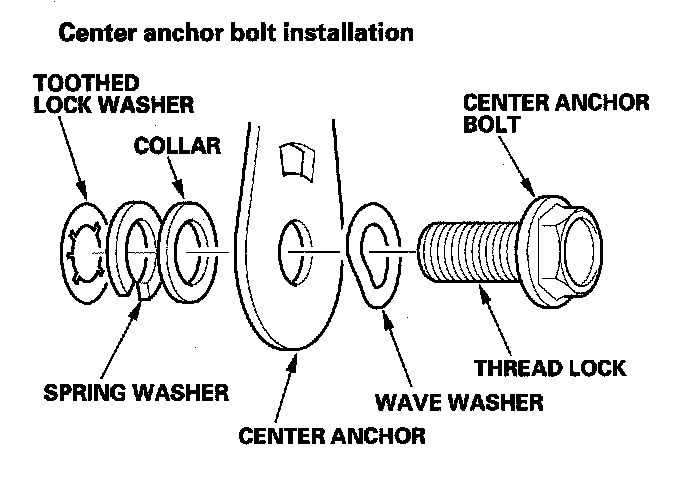 Center anchor bolt installation
TOOTHED
LOCK WASHER
COLLAR
CENTER ANCHOR
BOLT
SPRING WASHER
CENTER ANCHOR
WAVE WASHER
THREAD LOCK